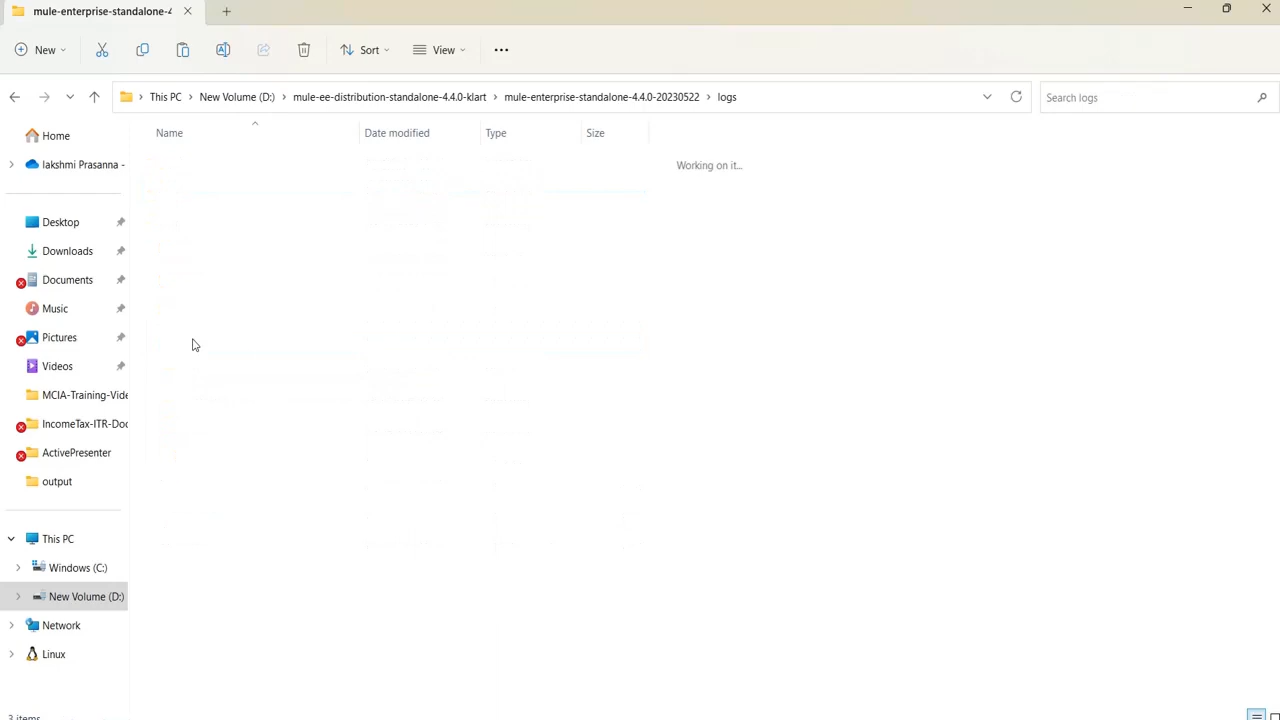 mule-enterprise-standalone-4
New
Sort
View
This PC > New Volume (D:) > mule-ee-distribution-standalone-4.4.0-klart > mule-enterprise-standalone-4.4.0-20230522 > logs
Search logs
Home
Name
Date modified
Type
Size
lakshmi Prasanna -
Working on it...
Desktop
Downloads
Documents
Music
Pictures
Videos
MCIA-Training-Vide
IncomeTax-ITR-Doc
ActivePresenter
output
This PC
Windows (C:)
New Volume (D:)
Network
Linux
3 items